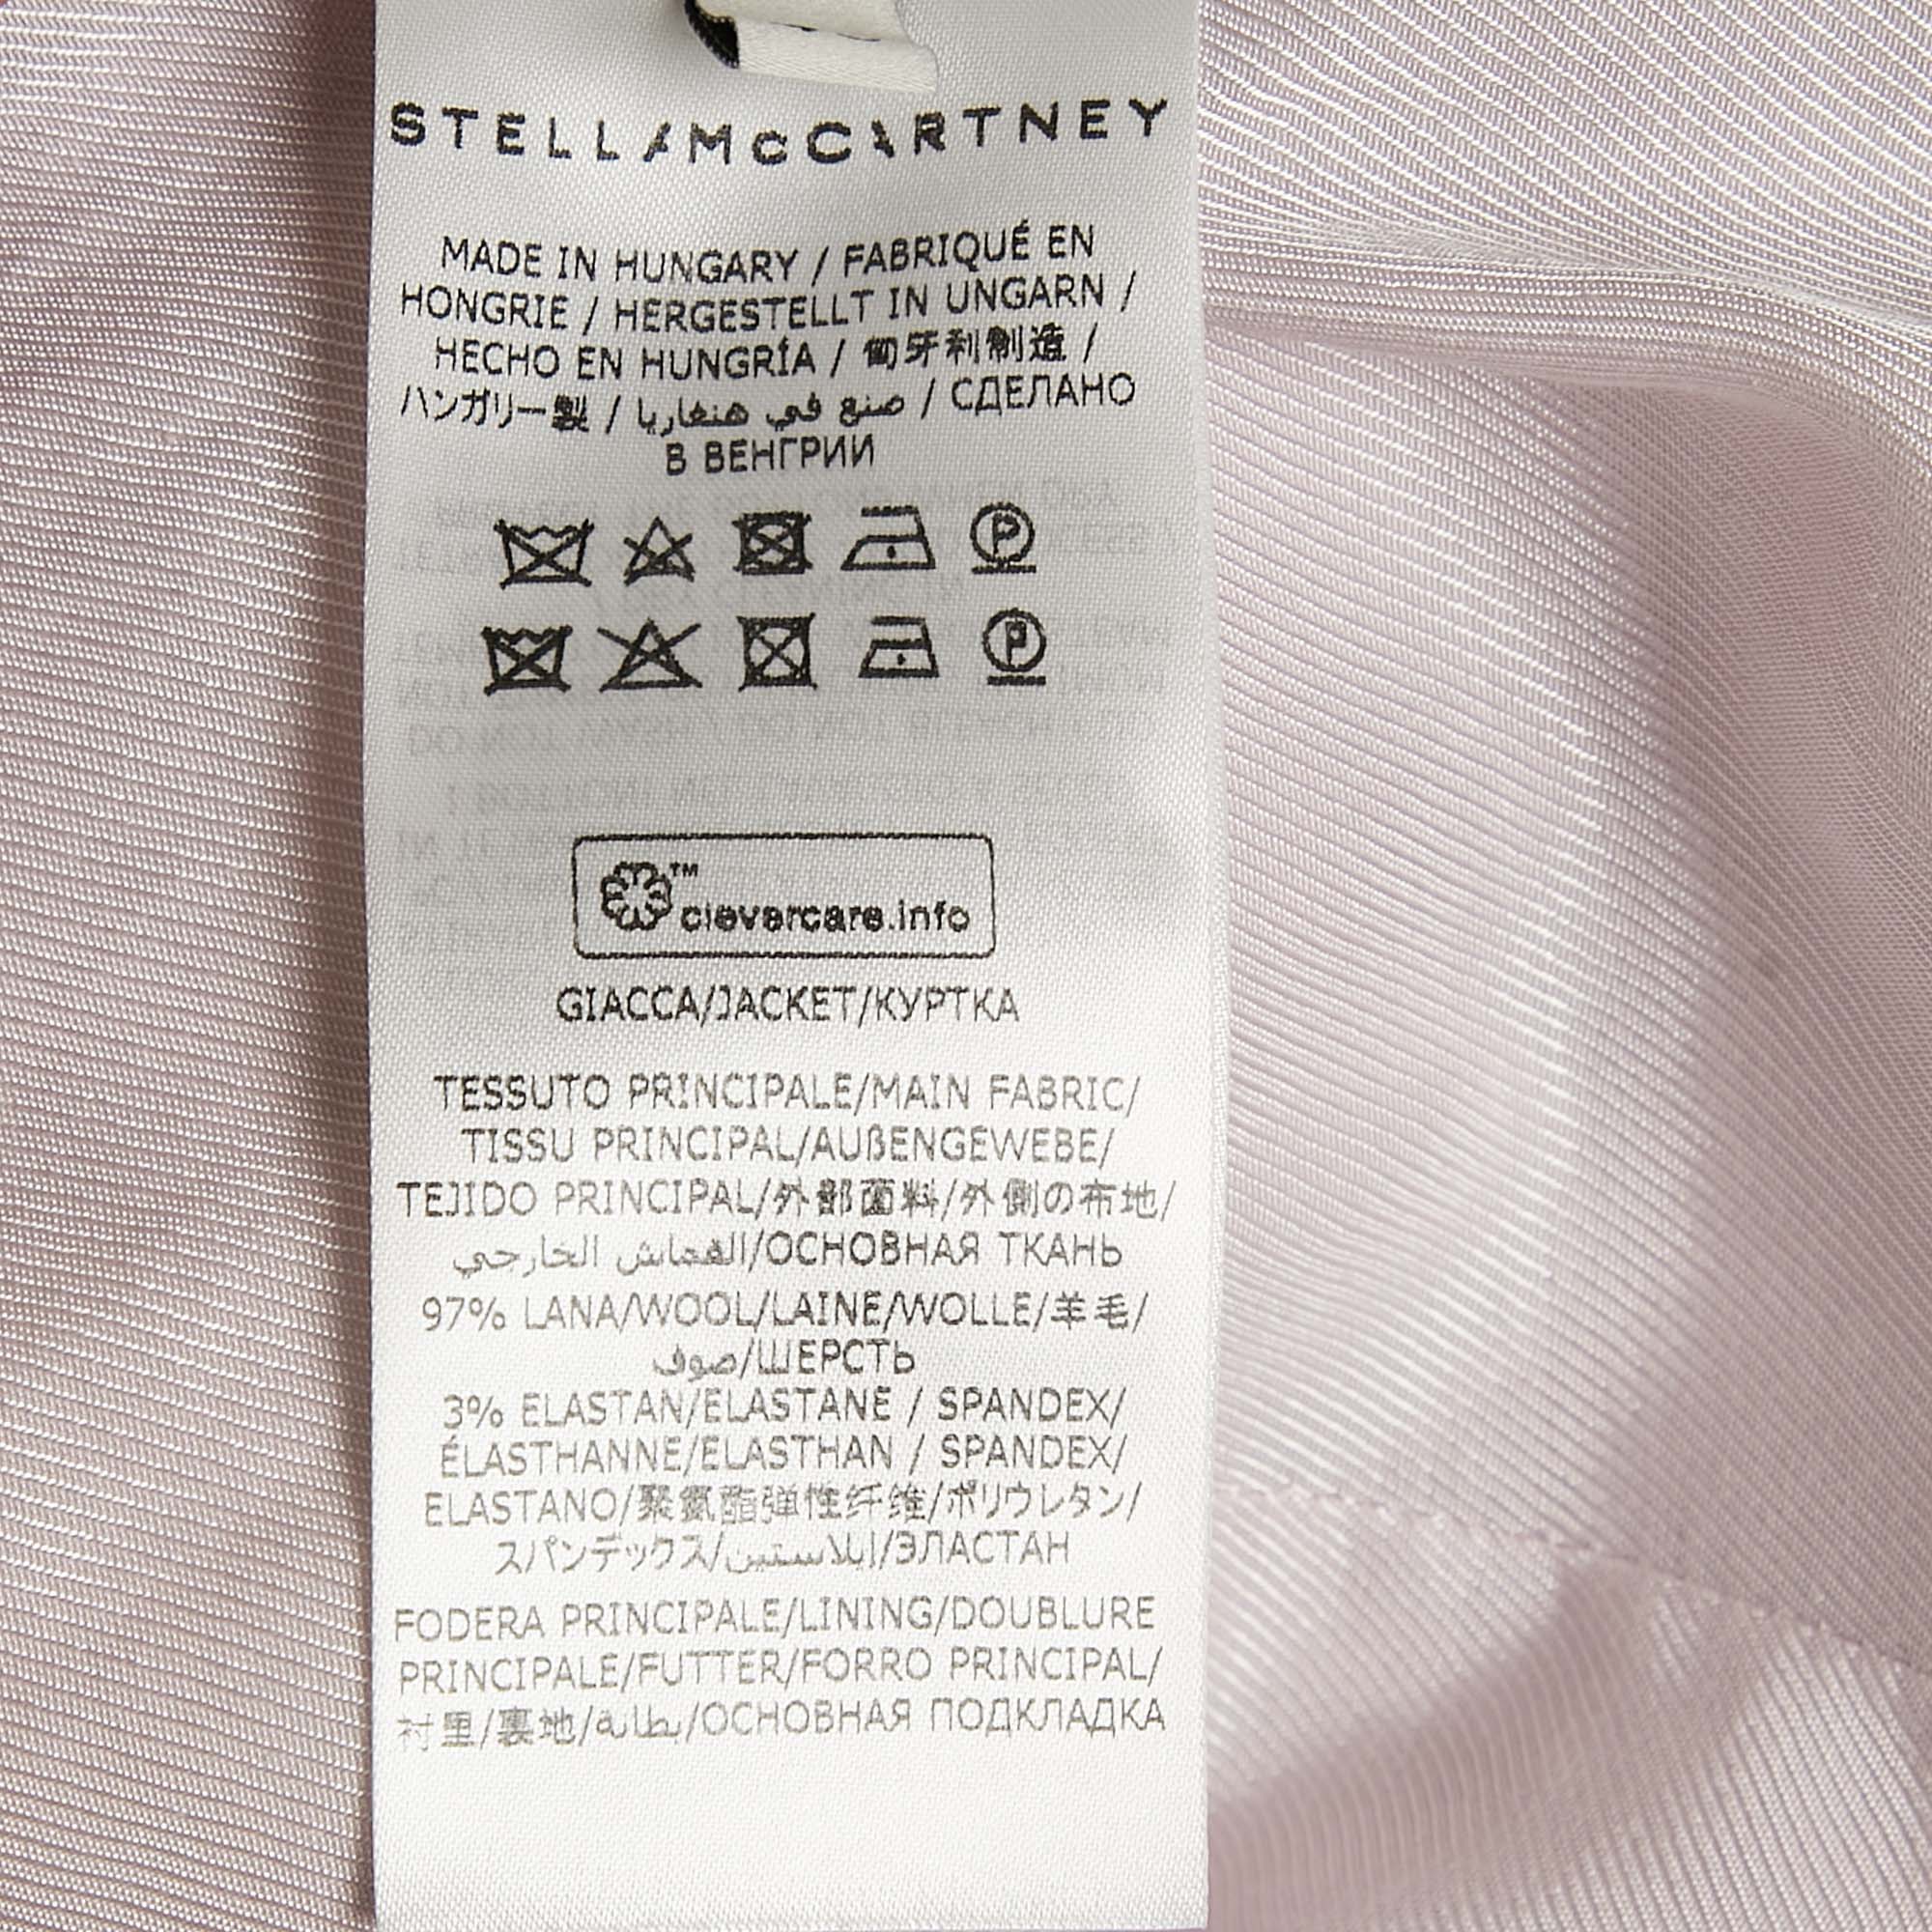 STELLA McCARTNEY
MADE IN HUNGARY / FABRIQUÉ EN
HONGRIE / HERGESTELLT IN UNGARN /
HECHO EN HUNGRÍA / 匈牙利制造 /
ハンガリー製 / صنع في هنغاريا / СДЕЛАНО
В ВЕНГРИИ
P
P
™
clevercare.info
GIACCA/JACKET/КУРТКА
TESSUTO PRINCIPALE/MAIN FABRIC/
TISSU PRINCIPAL/AUßENGEWEBE/
TEJIDO PRINCIPAL/外部面料/外側の布地/
القماش الخارجي/ОСНОВНАЯ ТКАНЬ
97% LANA/WOOL/LAINE/WOLLE/羊毛/
صوف/ШЕРСТЬ
3% ELASTAN/ELASTANE / SPANDEX/
ÉLASTHANNE/ELASTHAN / SPANDEX/
ELASTANO/聚氨酯弹性纤维/ポリウレタン/
スパンデックス/إيلاستين/ЭЛАСТАН
FODERA PRINCIPALE/LINING/DOUBLURE
PRINCIPALE/FUTTER/FORRO PRINCIPAL/
衬里/裏地/بطانة/ОСНОВНАЯ ПОДКЛАДКА